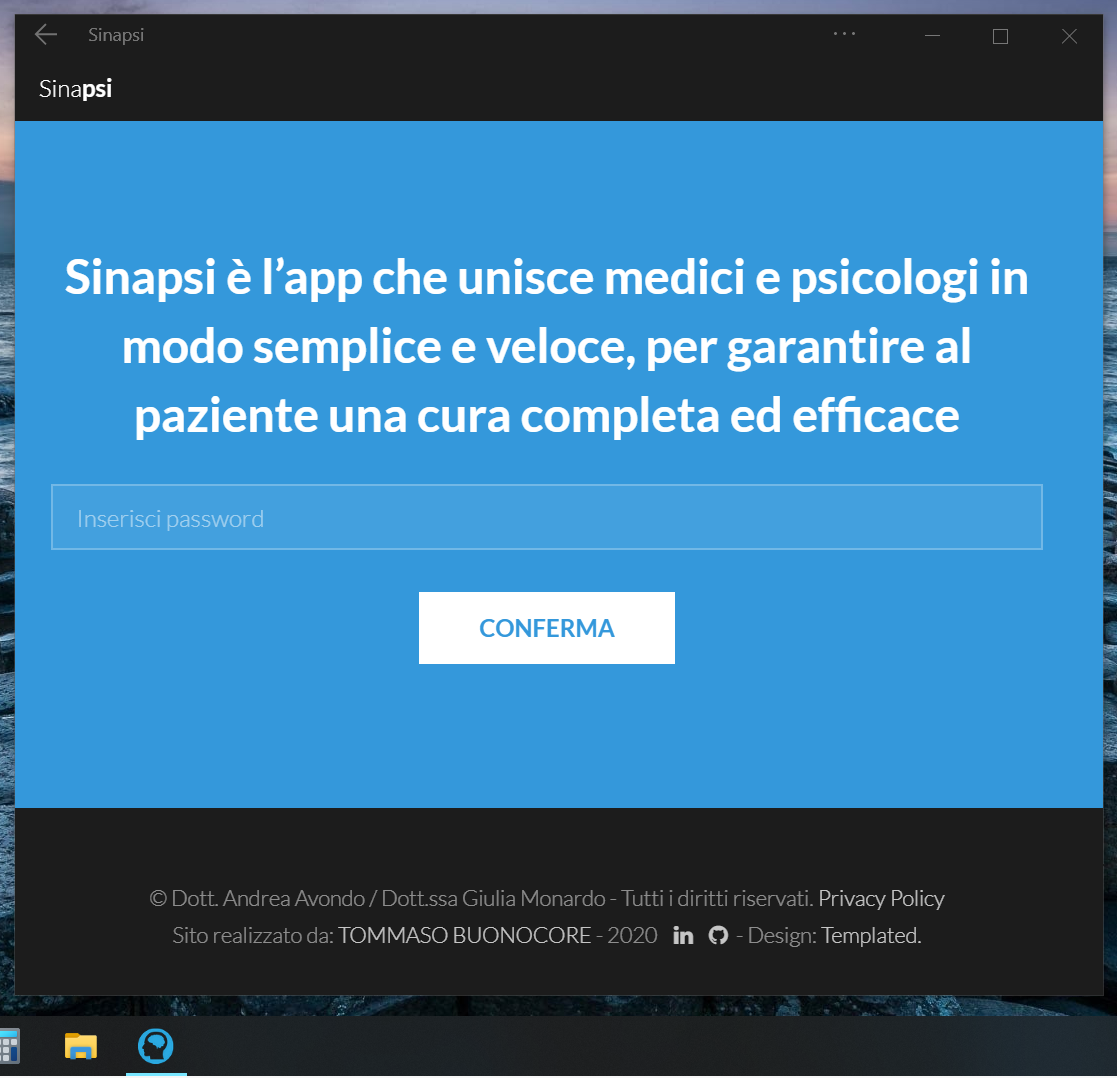 Sinapsi
Sinapsi
Sinapsi è l’app che unisce medici e psicologi in
modo semplice e veloce, per garantire al
paziente una cura completa ed efficace
Inserisci password
CONFERMA
© Dott. Andrea Avondo / Dott.ssa Giulia Monardo - Tutti i diritti riservati. Privacy Policy
Sito realizzato da: TOMMASO BUONOCORE - 2020 in - Design: Templated.